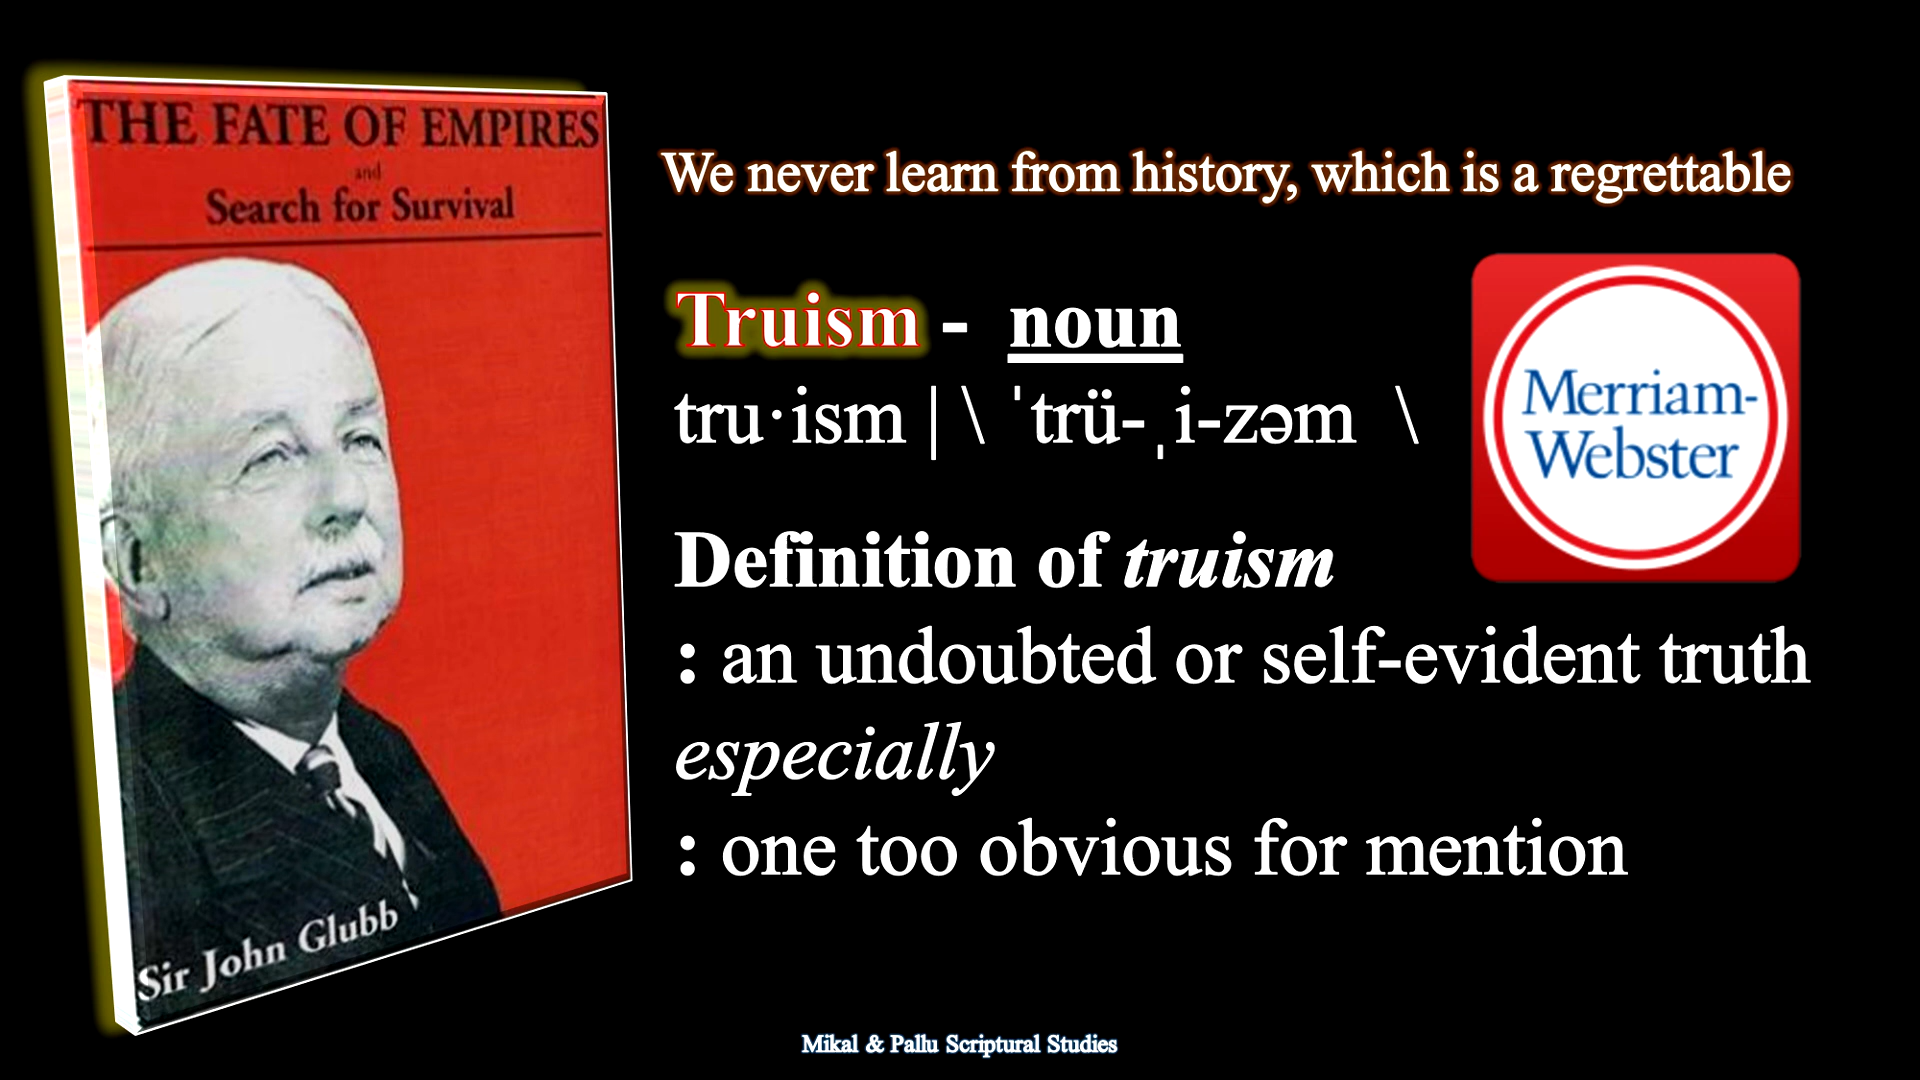 THE FATE OF EMPIRES
and
Search for Survival
Sir John Glubb
We never learn from history, which is a regrettable
Truism - noun
tru·ism | \ ˈtrü-ˌi-zəm \
Merriam-
Webster
Definition of truism
: an undoubted or self-evident truth
especially
: one too obvious for mention
Mikal & Pallu Scriptural Studies